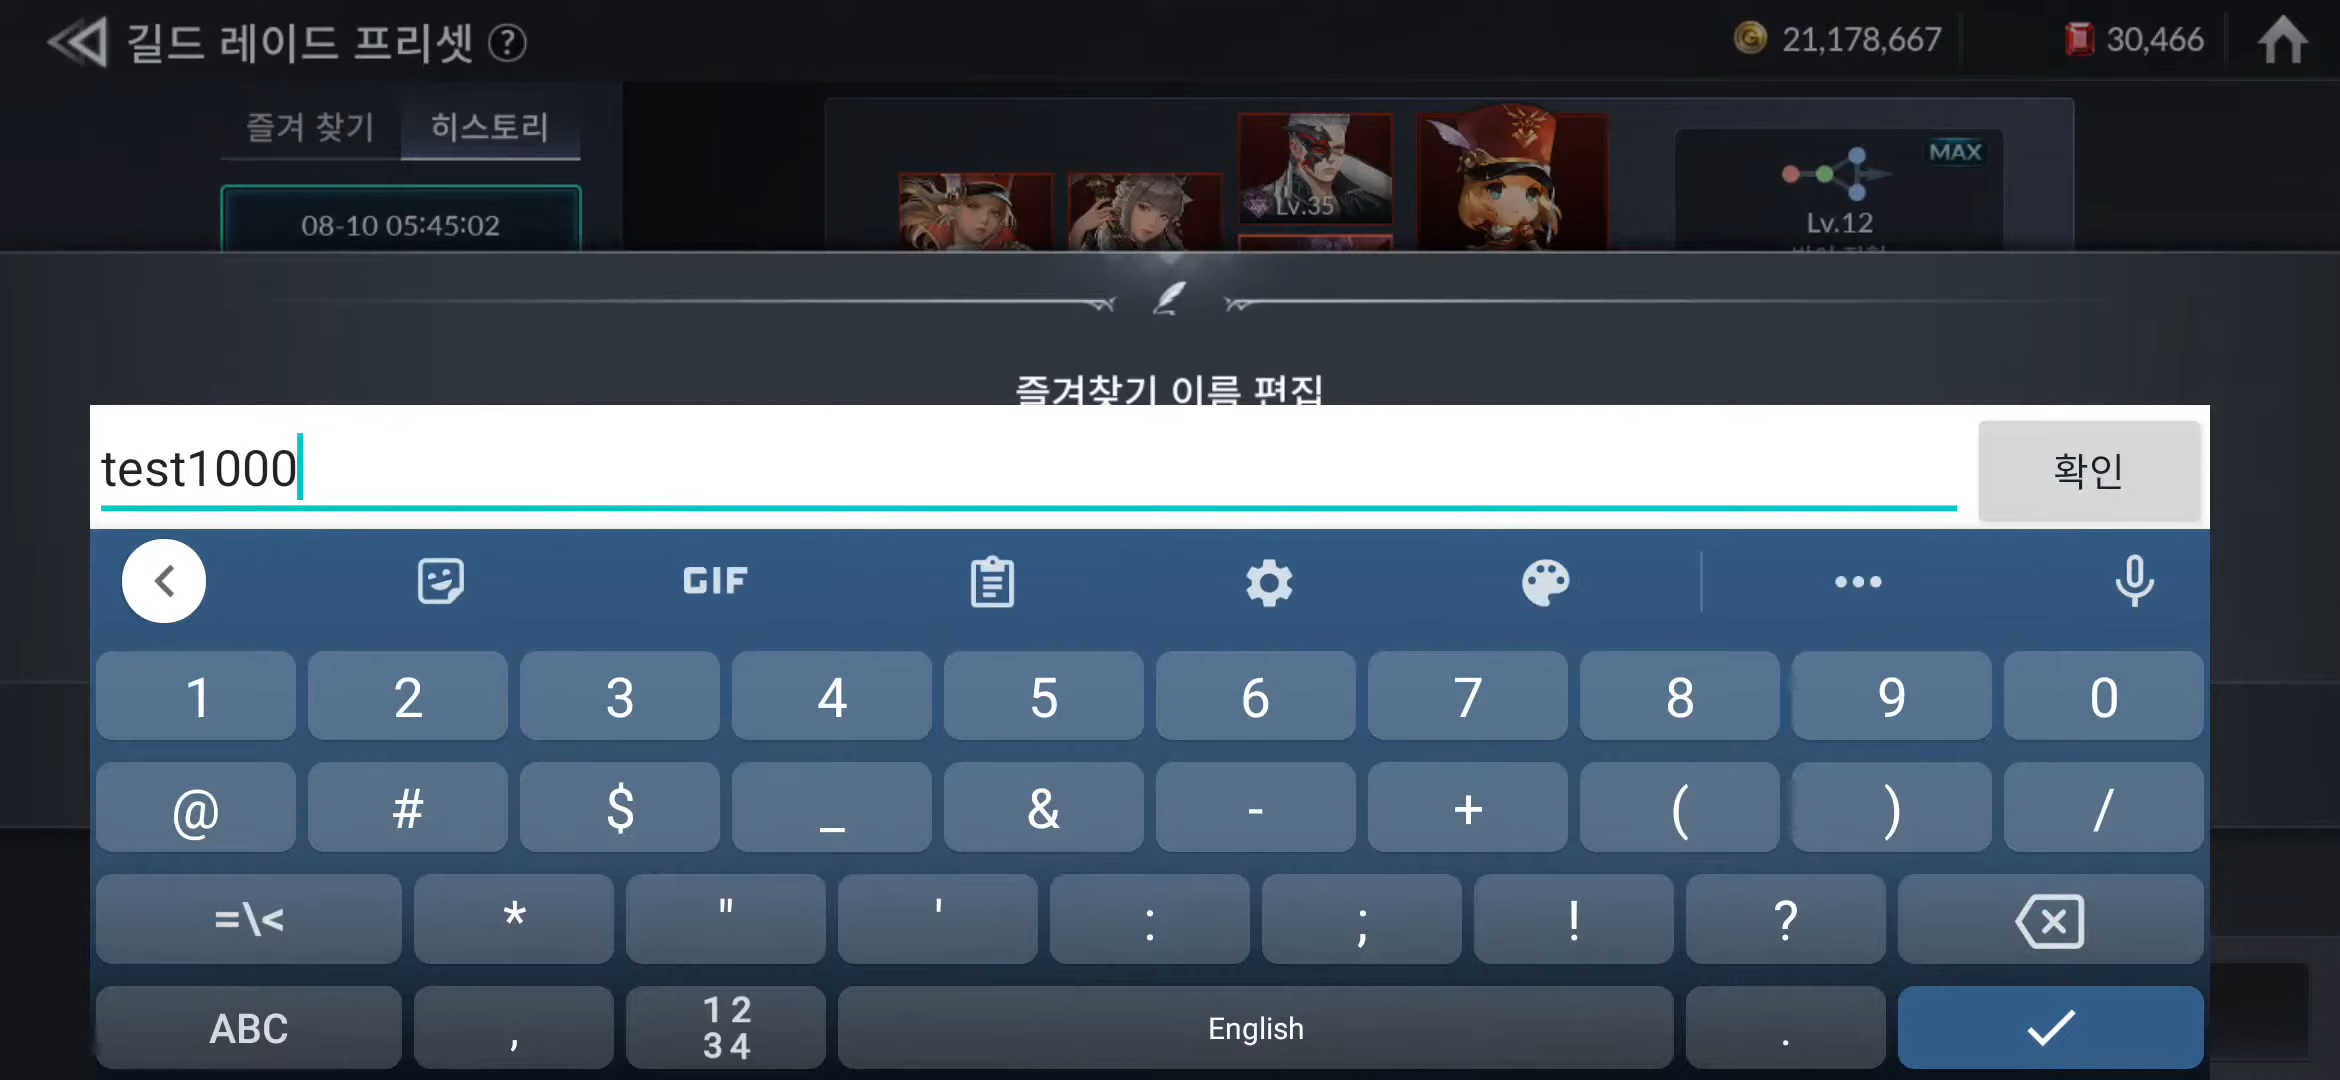 길드 레이드 프리셋 ?
21,178,667
30,466
즐겨 찾기
히스토리
08-10 05:45:02
Lv.35
MAX
Lv.12
즐겨찾기 이름 편집
test1000
확인
GIF
1 2 3 4 5 6 7 8 9 0
@ # $ _ & - + ( ) /
=\< * " ' : ; ! ?
ABC , 1 2 3 4 English .